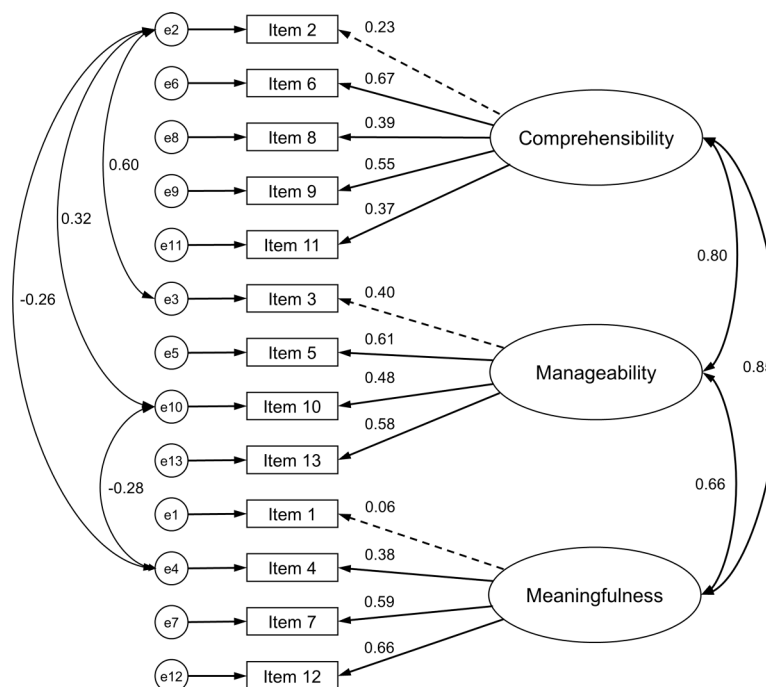 e2 Item 2 0.23
e6 Item 6 0.67
e8 Item 8 0.39
Comprehensibility
e9 Item 9 0.55
0.60
0.32
e11 Item 11 0.37
0.80
-0.26
e3 Item 3 0.40
e5 Item 5 0.61
Manageability
e10 Item 10 0.48
e13 Item 13 0.58
-0.28
0.66
e1 Item 1 0.06
e4 Item 4 0.38
Meaningfulness
e7 Item 7 0.59
e12 Item 12 0.66